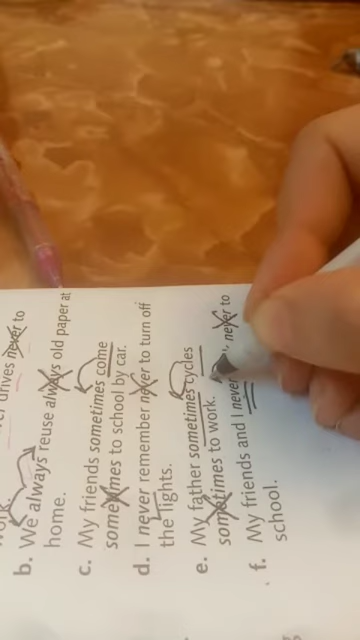 drives never to
b. We always reuse always old paper at
home.
c. My friends sometimes come
sometimes to school by car.
d. I never remember never to turn off
the lights.
e. My father sometimes cycles
sometimes to work.
f. My friends and I never never to
school.